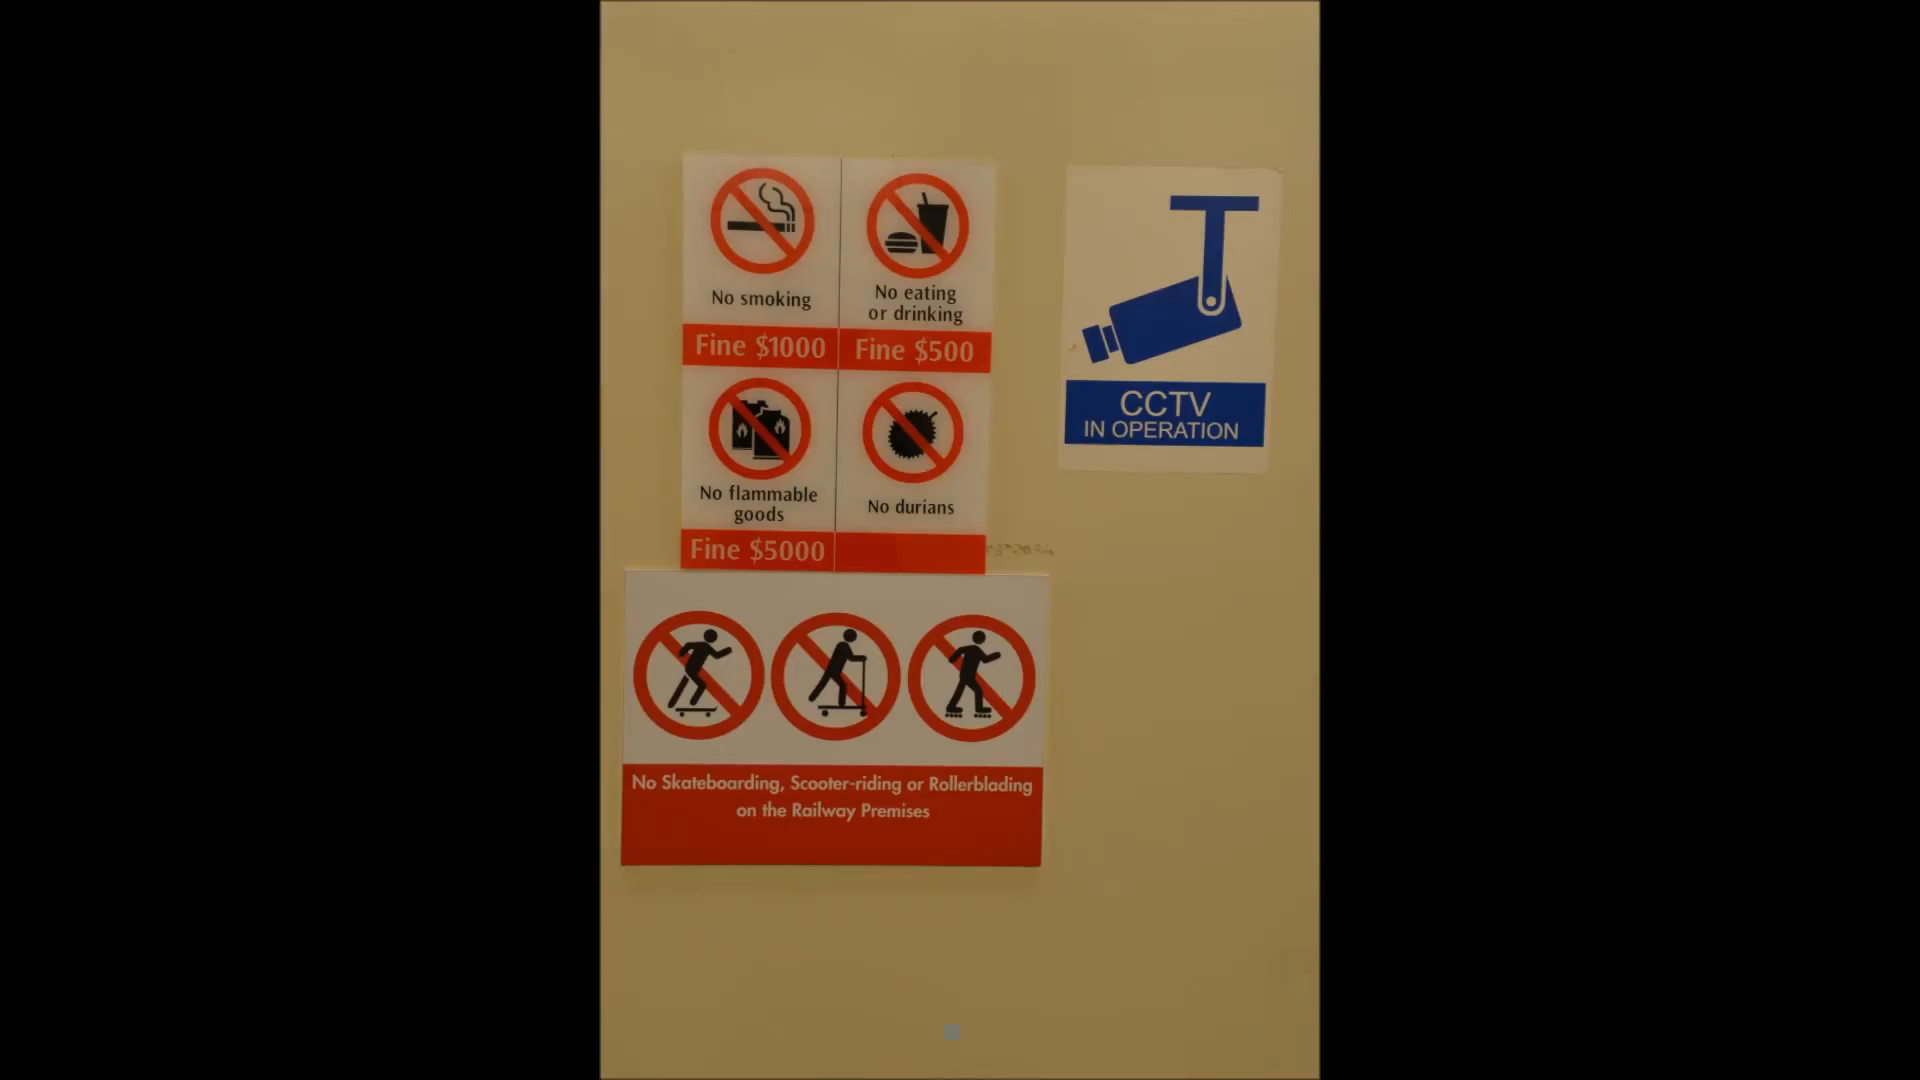 No smoking
Fine $1000
No eating
or drinking
Fine $500
No flammable
goods
Fine $5000
No durians
No Skateboarding, Scooter-riding or Rollerblading
on the Railway Premises
CCTV
IN OPERATION